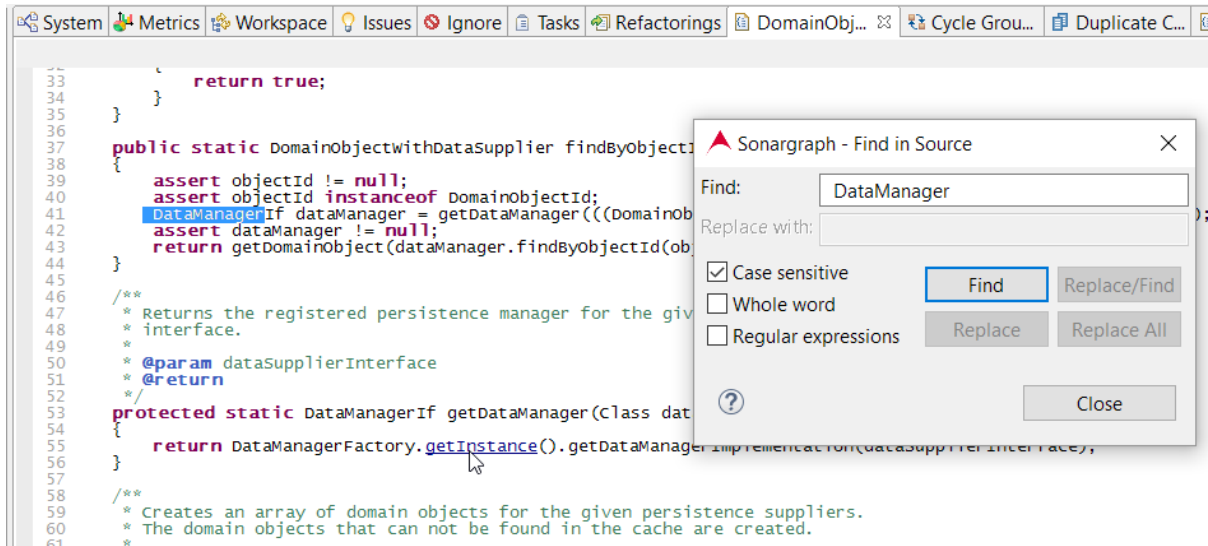 System Metrics Workspace Issues Ignore Tasks Refactorings DomainObj... Cycle Grou... Duplicate C...
33 return true;
34 }
35 }
36
37 public static DomainObjectWithDataSupplier findByObjectI
38 {
39 assert objectId != null;
40 assert objectId instanceof DomainObjectId;
41 DataManagerIf dataManager = getDataManager(((DomainOb );
42 assert dataManager != null;
43 return getDomainObject(dataManager.findByObjectId(obj
44 }
45
46 /**
47 * Returns the registered persistence manager for the giv
48 * interface.
49 *
50 * @param dataSupplierInterface
51 * @return
52 */
53 protected static DataManagerIf getDataManager(Class dat
54 {
55 return DataManagerFactory.getInstance().getDataManagerImplementation(dataSupplierInterface);
56 }
57
58 /**
59 * Creates an array of domain objects for the given persistence suppliers.
60 * The domain objects that can not be found in the cache are created.
61 *
Sonargraph - Find in Source
Find: DataManager
Replace with:
Case sensitive
Whole word
Regular expressions
Find Replace/Find
Replace Replace All
?
Close